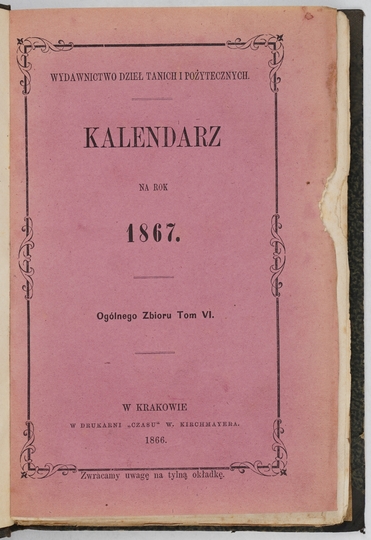 WYDAWNICTWO DZIEŁ TANICH I POŻYTECZNYCH.
KALENDARZ
NA ROK
1867.
Ogólnego Zbioru Tom VI.
W KRAKOWIE
W DRUKARNI „CZASU" W. KIRCHMAYERA.
1866.
Zwracamy uwagę na tylną okładkę.